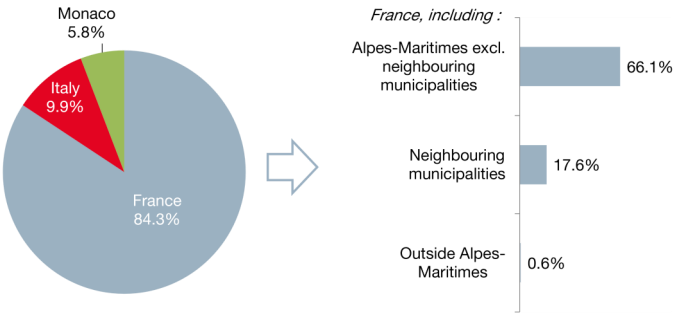 Monaco
5.8%
Italy
9.9%
France
84.3%
France, including :
Alpes-Maritimes excl.
neighbouring
municipalities
66.1%
Neighbouring
municipalities
17.6%
Outside Alpes-
Maritimes
0.6%